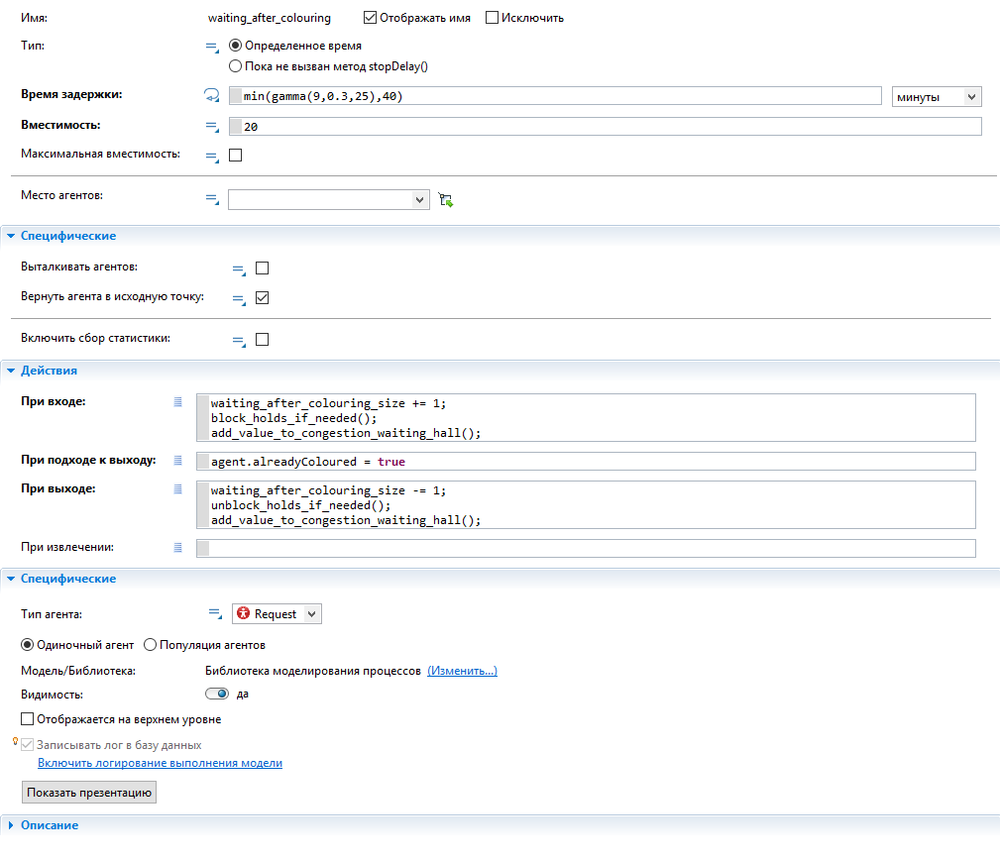 Имя: waiting_after_colouring Отображать имя Исключить
Тип: Определенное время
Пока не вызван метод stopDelay()
Время задержки: min(gamma(9,0.3,25),40) минуты
Вместимость: 20
Максимальная вместимость:
Место агентов:
Специфические
Выталкивать агентов:
Вернуть агента в исходную точку:
Включить сбор статистики:
Действия
При входе: waiting_after_colouring_size += 1;
block_holds_if_needed();
add_value_to_congestion_waiting_hall();
При подходе к выходу: agent.alreadyColoured = true
При выходе: waiting_after_colouring_size -= 1;
unblock_holds_if_needed();
add_value_to_congestion_waiting_hall();
При извлечении:
Специфические
Тип агента: Request
Одиночный агент Популяция агентов
Модель/Библиотека: Библиотека моделирования процессов (Изменить...)
Видимость: да
Отображается на верхнем уровне
Записывать лог в базу данных
Включить логирование выполнения модели
Показать презентацию
Описание